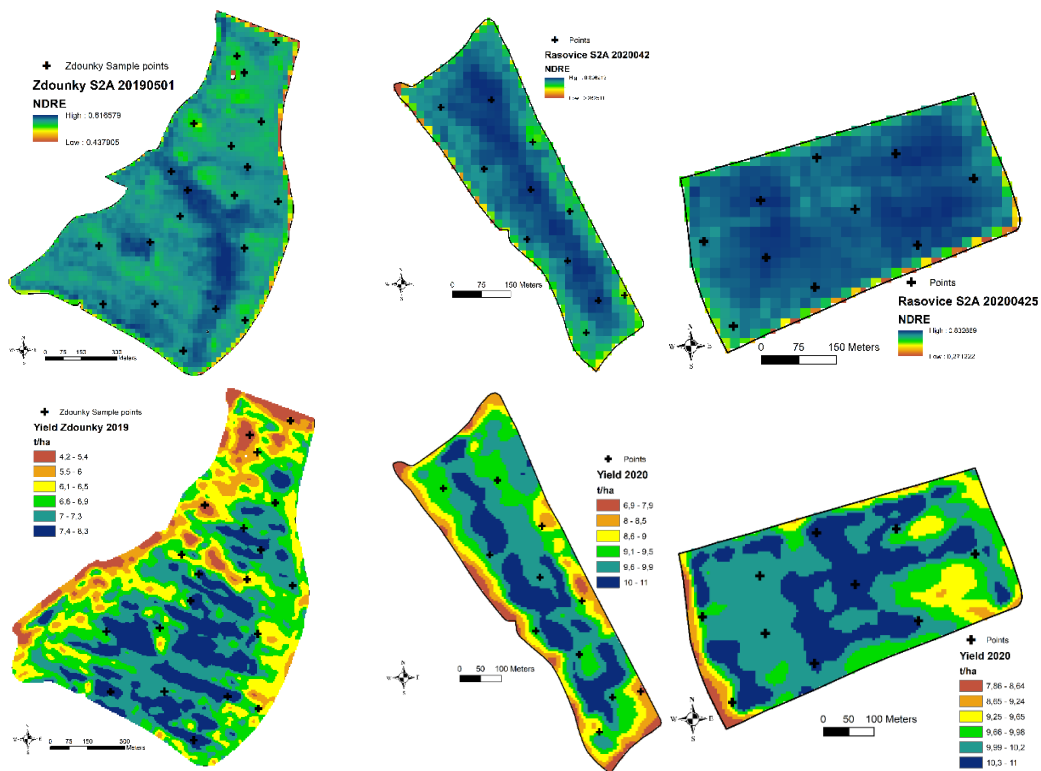 Zdounky Sample points
Zdounky S2A 20190501
NDRE
High : 0.616579
Low : 0.437905
0 75 150 300
Meters
Points
Rasovice S2A 2020042
NDRE
0 75 150 Meters
Points
Rasovice S2A 20200425
NDRE
High : 0.832889
Low : 0,271222
N
W
S
0 75 150 Meters
Zdounky Sample points
Yield Zdounky 2019
t/ha
4,2 - 5,4
5,5 - 6
6,1 - 6,5
6,6 - 6,9
7 - 7,3
7,4 - 8,3
0 75 150 300
Meters
Points
Yield 2020
t/ha
6,9 - 7,9
8 - 8,5
8,6 - 9
9,1 - 9,5
9,6 - 9,9
10 - 11
0 50 100 Meters
Points
Yield 2020
t/ha
7,86 - 8,64
8,65 - 9,24
9,25 - 9,65
9,66 - 9,98
9,99 - 10,2
10,3 - 11
N
W
S
0 50 100 Meters